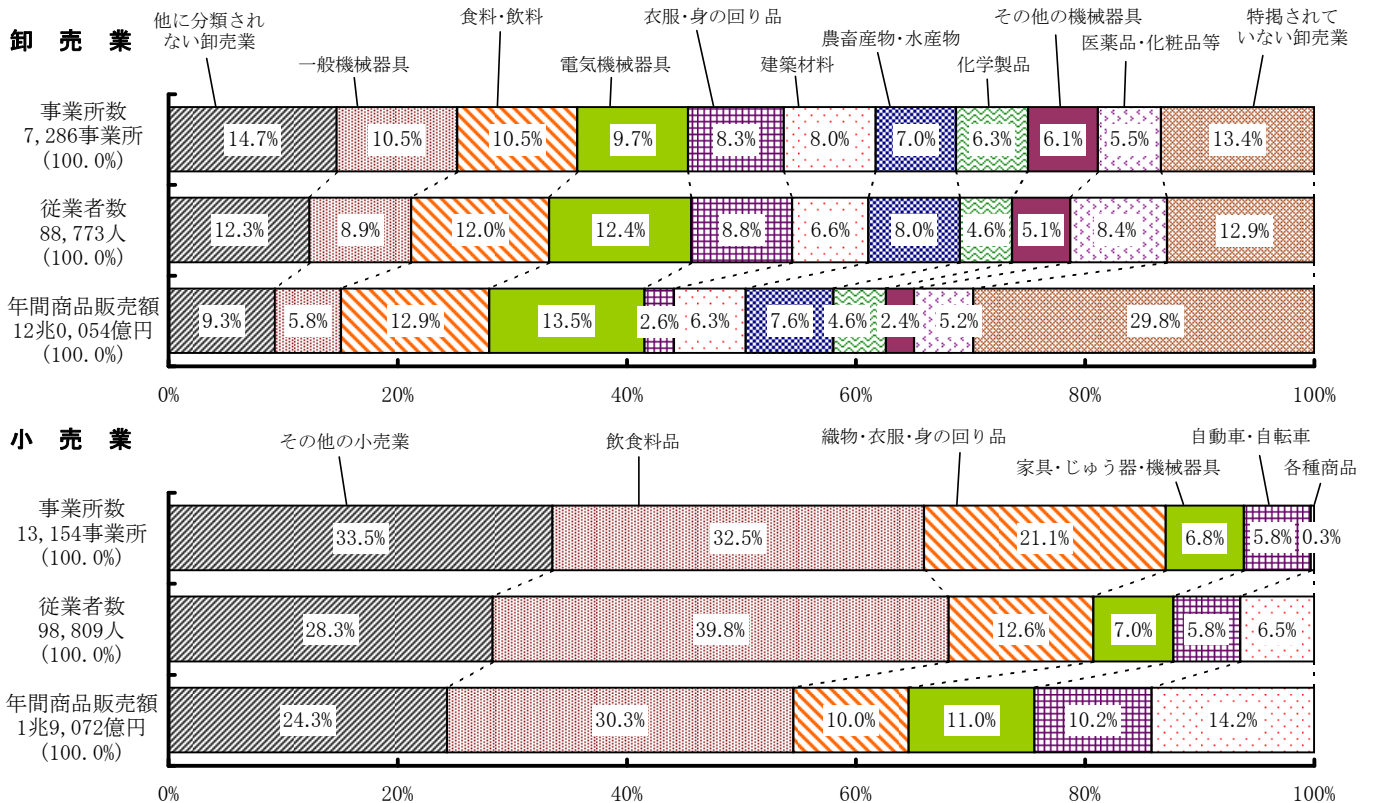 卸 売 業
他に分類され
ない卸売業
一般機械器具
食料・飲料
電気機械器具
衣服・身の回り品
建築材料
農畜産物・水産物
化学製品
その他の機械器具
医薬品・化粧品等
特掲されて
いない卸売業
事業所数
7,286事業所
(100.0%)
14.7% 10.5% 10.5% 9.7% 8.3% 8.0% 7.0% 6.3% 6.1% 5.5% 13.4%
従業者数
88,773人
(100.0%)
12.3% 8.9% 12.0% 12.4% 8.8% 6.6% 8.0% 4.6% 5.1% 8.4% 12.9%
年間商品販売額
12兆0,054億円
(100.0%)
9.3% 5.8% 12.9% 13.5% 2.6% 6.3% 7.6% 4.6% 2.4% 5.2% 29.8%
0% 20% 40% 60% 80% 100%
小 売 業
その他の小売業
飲食料品
織物・衣服・身の回り品
家具・じゅう器・機械器具
自動車・自転車
各種商品
事業所数
13,154事業所
(100.0%)
33.5% 32.5% 21.1% 6.8% 5.8% 0.3%
従業者数
98,809人
(100.0%)
28.3% 39.8% 12.6% 7.0% 5.8% 6.5%
年間商品販売額
1兆9,072億円
(100.0%)
24.3% 30.3% 10.0% 11.0% 10.2% 14.2%
0% 20% 40% 60% 80% 100%